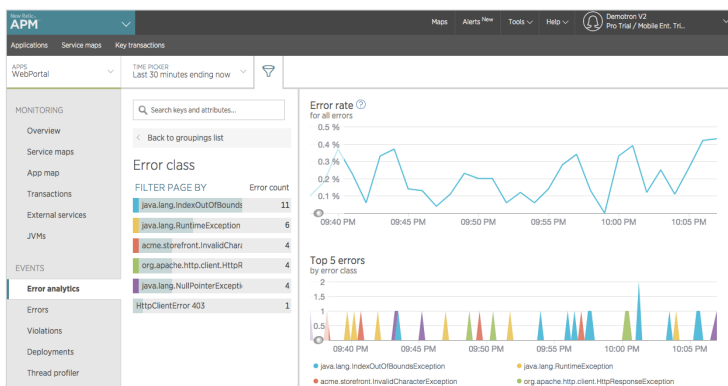 New Relic
APM
Maps
Alerts New
Tools
Help
Demotron V2
Pro Trial / Mobile Ent. Tri...
Applications
Service maps
Key transactions
APPS
WebPortal
TIME PICKER
Last 30 minutes ending now
MONITORING
Overview
Service maps
App map
Transactions
External services
JVMs
EVENTS
Error analytics
Errors
Violations
Deployments
Thread profiler
Search keys and attributes...
Back to groupings list
Error class
FILTER PAGE BY Error count
java.lang.IndexOutOfBounds 11
java.lang.RuntimeException 6
acme.storefront.InvalidChara 4
org.apache.http.client.HttpR 4
java.lang.NullPointerExcepti 4
HttpClientError 403 1
Error rate ?
for all errors
0.5 %
0.4 %
0.3 %
0.2 %
0.1 %
09:40 PM 09:45 PM 09:50 PM 09:55 PM 10:00 PM 10:05 PM
Top 5 errors
by error class
2
1.5
1
0.5
09:40 PM 09:45 PM 09:50 PM 09:55 PM 10:00 PM 10:05 PM
java.lang.IndexOutOfBoundsException
java.lang.RuntimeException
acme.storefront.InvalidCharacterException
org.apache.http.client.HttpResponseException